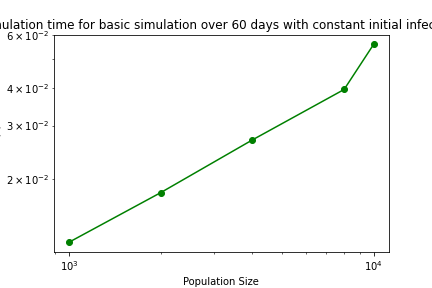 ulation time for basic simulation over 60 days with constant initial infec
6 × 10⁻²
4 × 10⁻²
3 × 10⁻²
2 × 10⁻²
10³
10⁴
Population Size